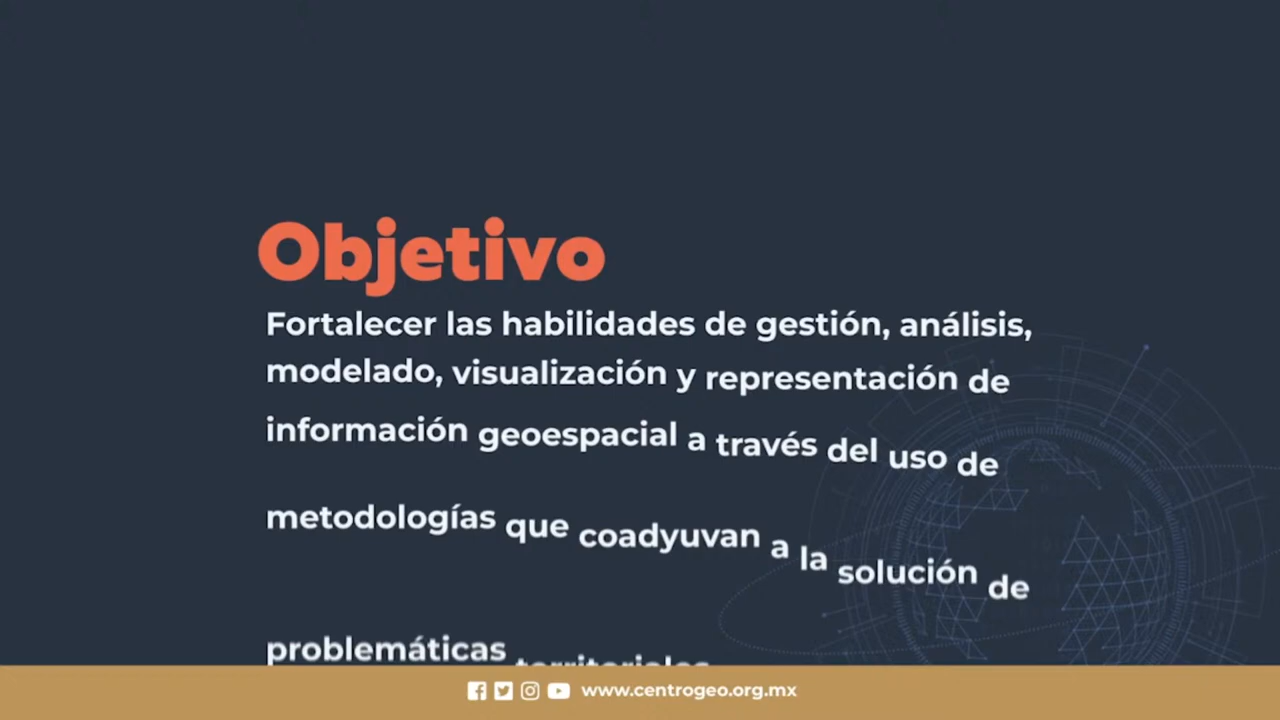 Objetivo
Fortalecer las habilidades de gestión, análisis,
modelado, visualización y representación de
información geoespacial a través del uso de
metodologías que coadyuvan a la solución de
problemáticas territoriales
www.centrogeo.org.mx